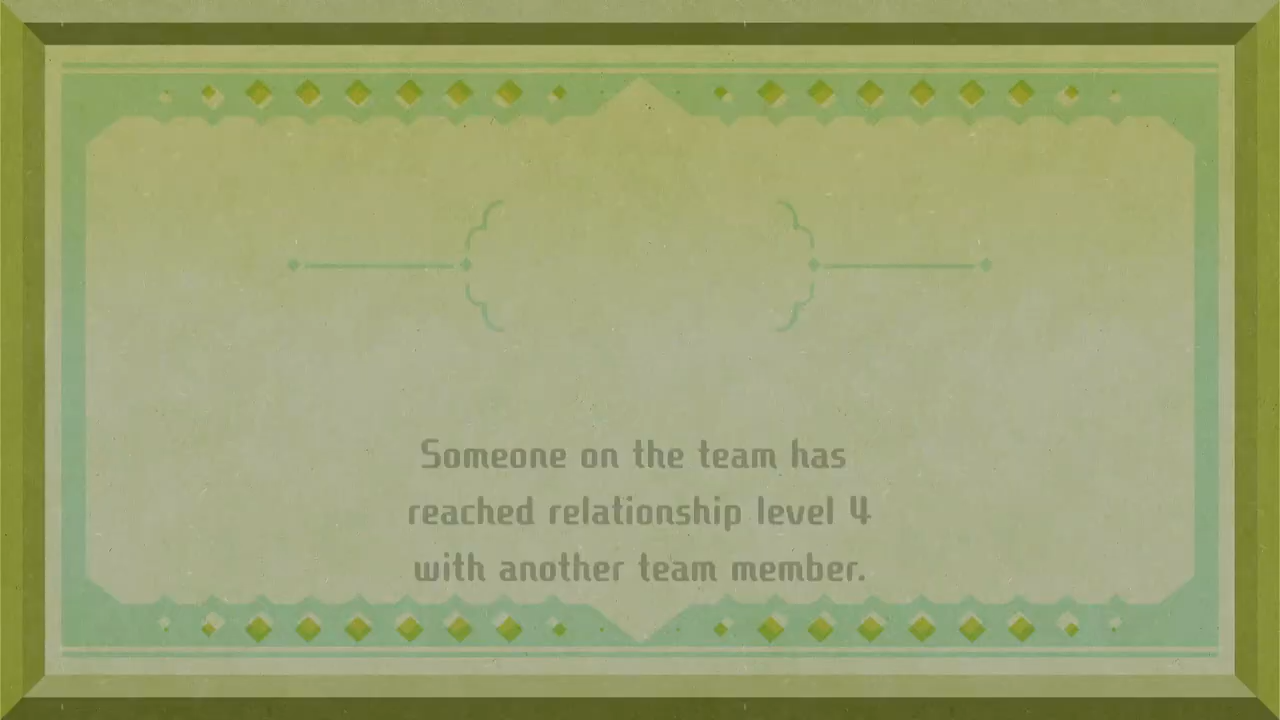 Someone on the team has
reached relationship level 4
with another team member.